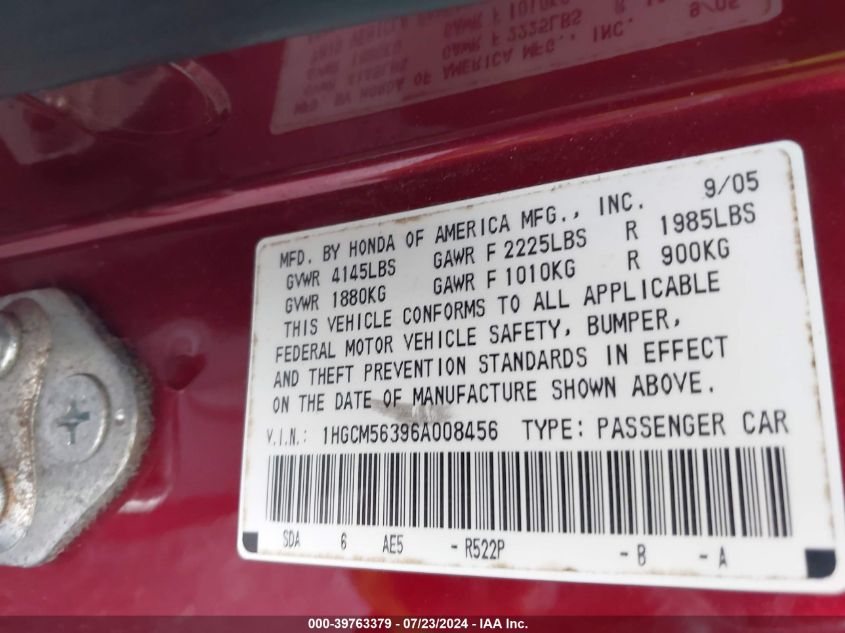 MFD. BY HONDA OF AMERICA MFG., INC. 9/05
GVWR 4145LBS GAWR F 2225LBS R 1985LBS
GVWR 1880KG GAWR F 1010KG R 900KG
THIS VEHICLE CONFORMS TO ALL APPLICABLE
FEDERAL MOTOR VEHICLE SAFETY, BUMPER,
AND THEFT PREVENTION STANDARDS IN EFFECT
ON THE DATE OF MANUFACTURE SHOWN ABOVE.
V.I.N.: 1HGCM56396A008456 TYPE: PASSENGER CAR
SDA 6 AE5 - R522P - B - A
000-39763379 - 07/23/2024 - IAA Inc.